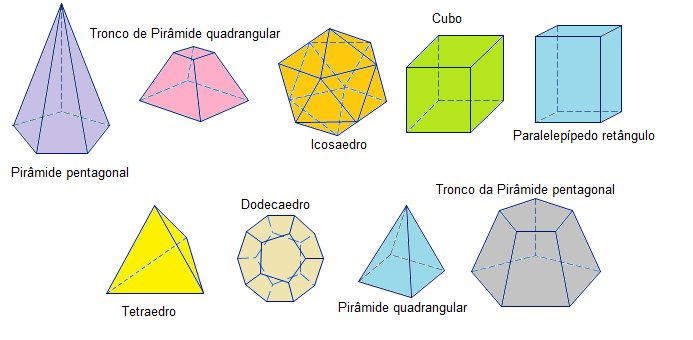 Tronco de Pirâmide quadrangular
Cubo
Icosaedro
Paralelepípedo retângulo
Pirâmide pentagonal
Dodecaedro
Tronco da Pirâmide pentagonal
Tetraedro
Pirâmide quadrangular